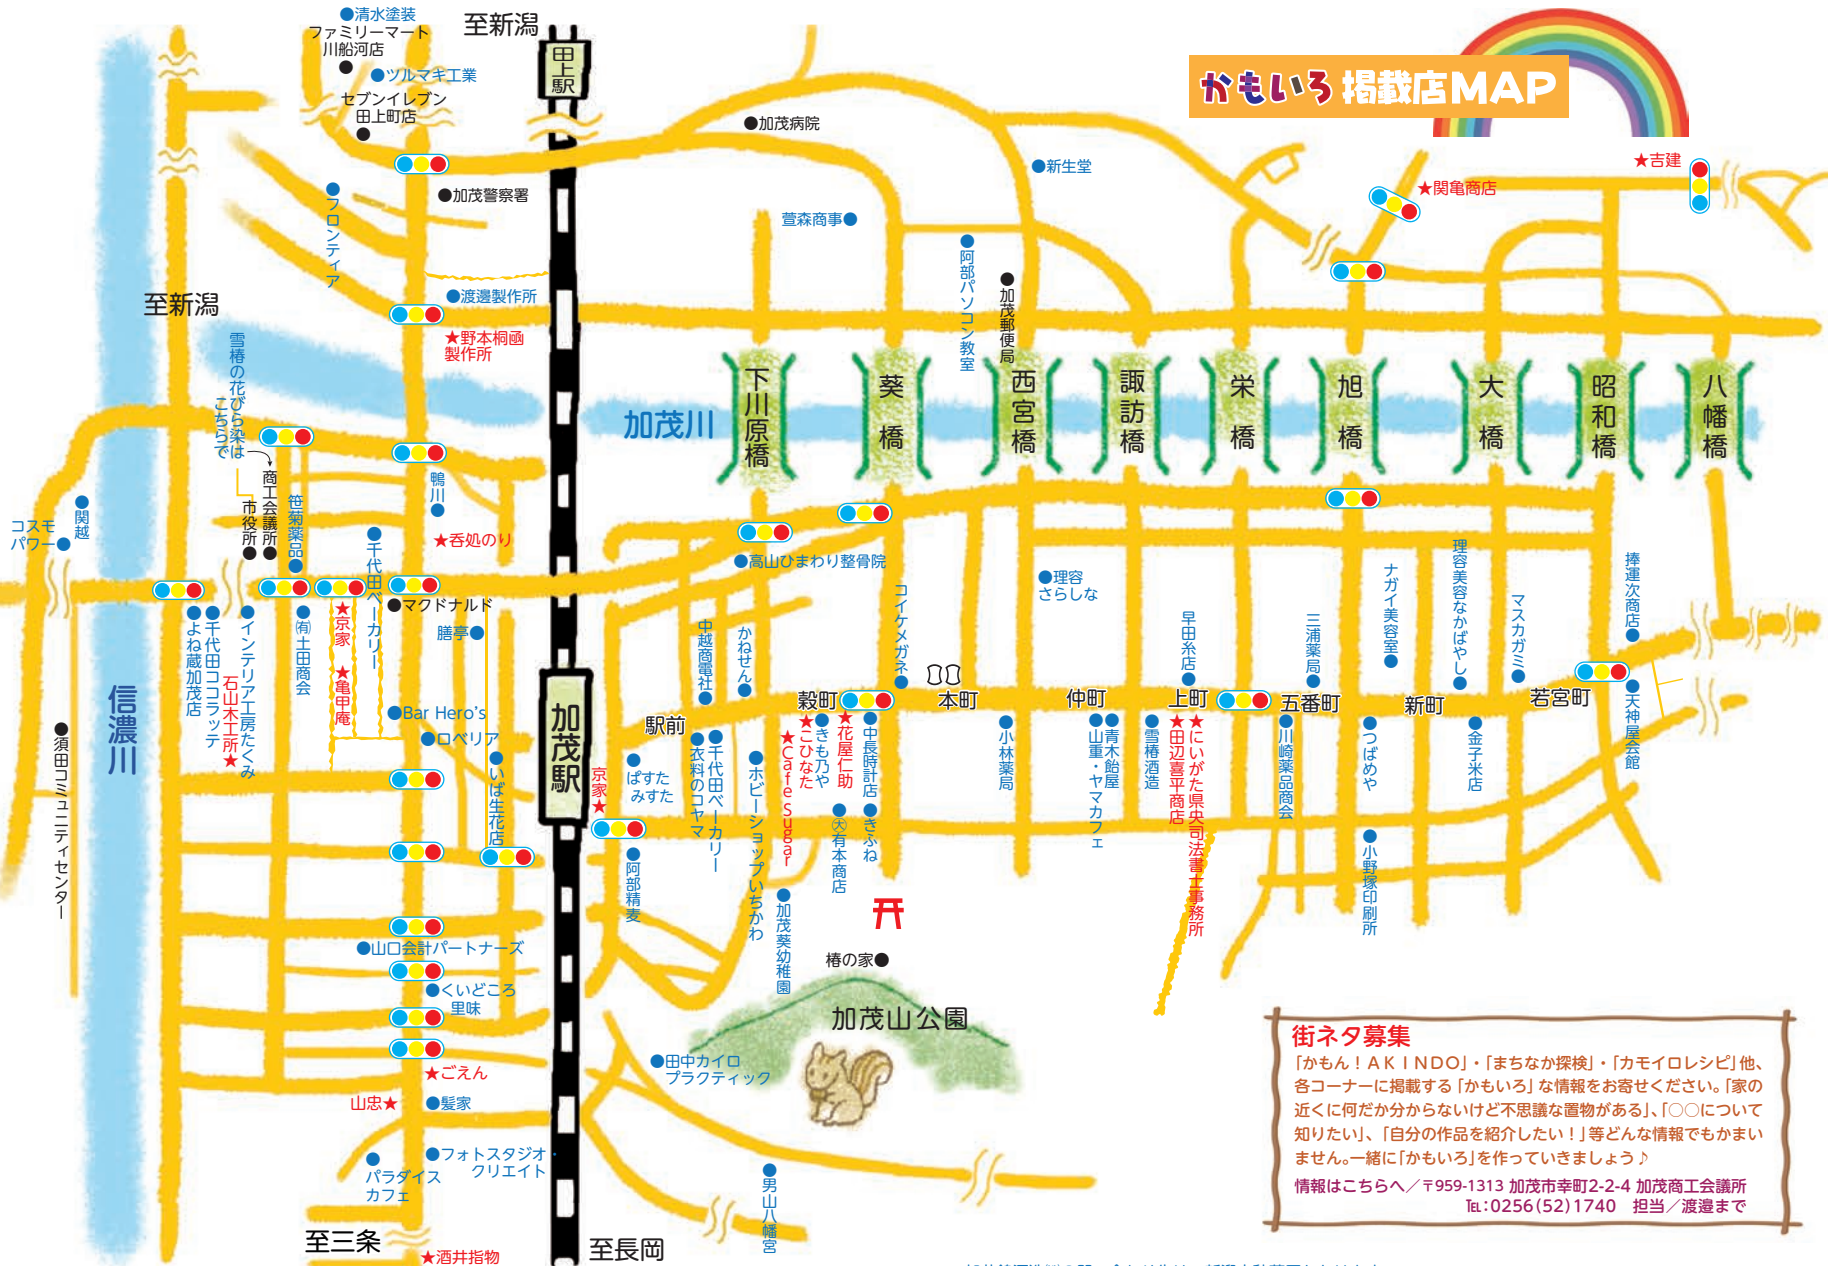 ●清水塗装
ファミリーマート
川船河店
●ツルマキ工業
セブンイレブン
田上町店
至新潟
田上駅
かもいろ 掲載店MAP
●加茂病院
●加茂警察署
●フロンティア
●新生堂
萱森商事●
★関亀商店
★吉建
●阿部パソコン教室
●加茂郵便局
至新潟
●渡邊製作所
★野本桐凾
製作所
雪椿の花びら染は
こちらで
加茂川
下川原橋
葵橋
西宮橋
諏訪橋
栄橋
旭橋
大橋
昭和橋
八幡橋
●関越
コスモ
パワー●
市役所●
商工会議所●
笹菊薬品●
鴨川●
★呑処のり
●千代田ベーカリー
●マクドナルド
膳亭●
●高山ひまわり整骨院
●理容
さらしな
コイケメガネ●
中越商電社●
かねせん●
早田糸店●
三浦薬局●
ナガイ美容室●
理容美容なかばやし●
マスカガミ●
捧運次商店●
●よね蔵加茂店
●千代田ココラッテ
石山木工所★
●インテリア工房たくみ
●㈲土田商会
★京家
★亀甲庵
●Bar Hero's
●ロベリア
●いば生花店
信濃川
●須田コミュニティセンター
加茂駅
駅前
穀町
本町
仲町
上町
五番町
新町
若宮町
京家★
●ぱすた
みすた
●衣料のコヤマ
●千代田ベーカリー
●ホビーショップいちかわ
★Cafe Sugar
★こひなた
●きも乃や
★花屋仁助
●中長時計店
●㊅有本商店
●きふね
●小林薬局
●山重・ヤマカフェ
●青木飴屋
●雪椿酒造
★田辺喜平商店
★にいがた県央司法書士事務所
●川崎薬品商会
●つばめや
●金子米店
●天神屋会館
●小野塚印刷所
●阿部精麦
●加茂葵幼稚園
椿の家●
加茂山公園
●山口会計パートナーズ
●くいどころ
里味
★ごえん
山忠★
●髪家
●田中カイロ
プラクティック
●フォトスタジオ
クリエイト
●パラダイス
カフェ
●男山八幡宮
至三条
★酒井指物
至長岡
街ネタ募集
「かもん！AKINDO」・「まちなか探検」・「カモイロレシピ」他、
各コーナーに掲載する「かもいろ」な情報をお寄せください。「家の
近くに何だか分からないけど不思議な置物がある」、「○○について
知りたい」、「自分の作品を紹介したい！」等どんな情報でもかまい
ません。一緒に「かもいろ」を作っていきましょう♪
情報はこちらへ／〒959-1313 加茂市幸町2-2-4 加茂商工会議所
℡：0256(52)1740　担当／渡邉まで